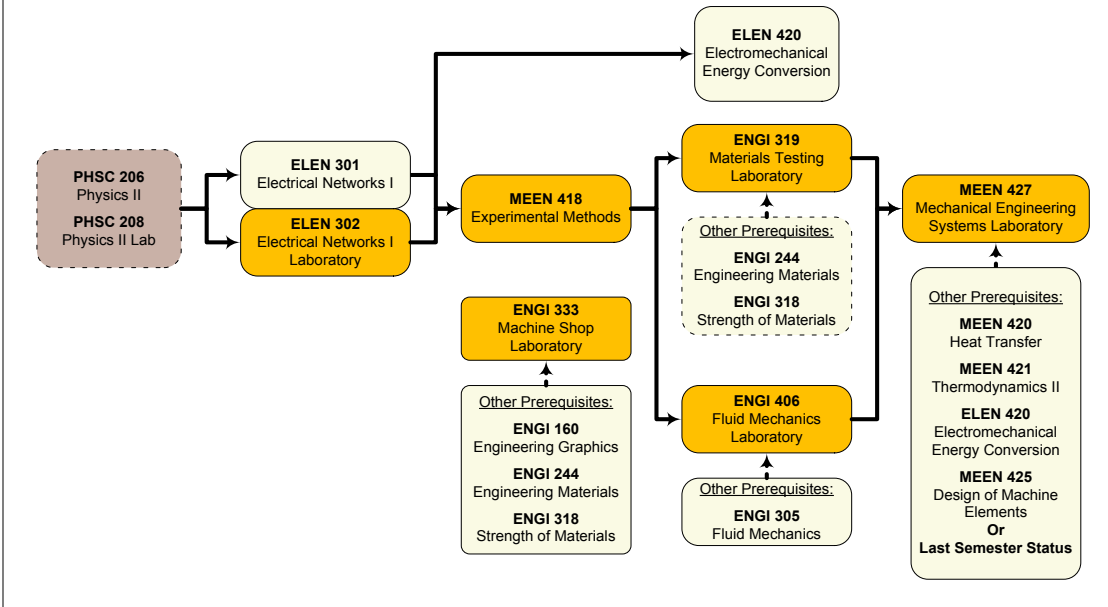 ELEN 420
Electromechanical
Energy Conversion
PHSC 206
Physics II
PHSC 208
Physics II Lab
ELEN 301
Electrical Networks I
ELEN 302
Electrical Networks I
Laboratory
MEEN 418
Experimental Methods
ENGI 319
Materials Testing
Laboratory
Other Prerequisites:
ENGI 244
Engineering Materials
ENGI 318
Strength of Materials
MEEN 427
Mechanical Engineering
Systems Laboratory
Other Prerequisites:
MEEN 420
Heat Transfer
MEEN 421
Thermodynamics II
ELEN 420
Electromechanical
Energy Conversion
MEEN 425
Design of Machine
Elements
Or
Last Semester Status
ENGI 333
Machine Shop
Laboratory
Other Prerequisites:
ENGI 160
Engineering Graphics
ENGI 244
Engineering Materials
ENGI 318
Strength of Materials
ENGI 406
Fluid Mechanics
Laboratory
Other Prerequisites:
ENGI 305
Fluid Mechanics